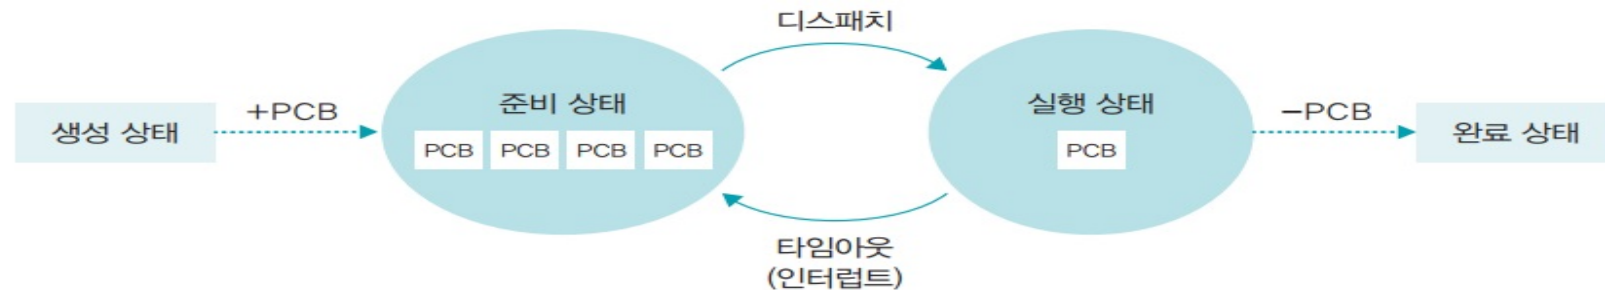 디스패치
생성 상태
+PCB
준비 상태
PCB PCB PCB PCB
실행 상태
PCB
−PCB
완료 상태
타임아웃
(인터럽트)